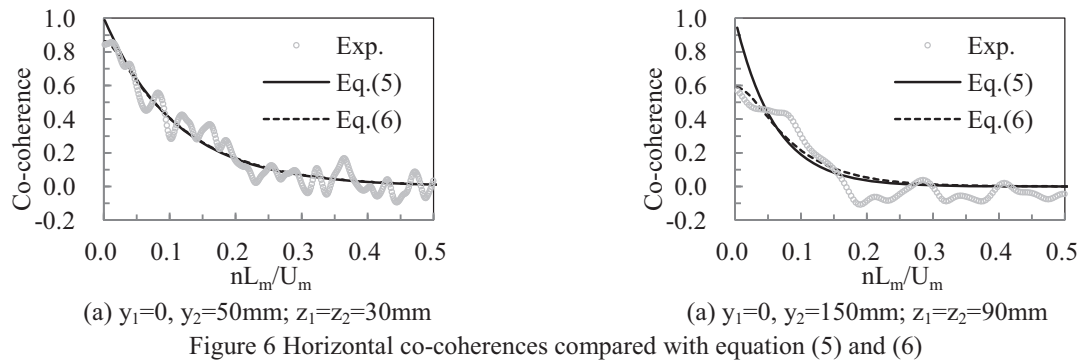 1.0
0.8
0.6
0.4
0.2
0.0
-0.2
Co-coherence
Exp.
Eq.(5)
Eq.(6)
0.0 0.1 0.2 0.3 0.4 0.5
nLm/Um
(a) y1=0, y2=50mm; z1=z2=30mm
1.0
0.8
0.6
0.4
0.2
0.0
-0.2
Co-coherence
Exp.
Eq.(5)
Eq.(6)
0.0 0.1 0.2 0.3 0.4 0.5
nLm/Um
(a) y1=0, y2=150mm; z1=z2=90mm
Figure 6 Horizontal co-coherences compared with equation (5) and (6)